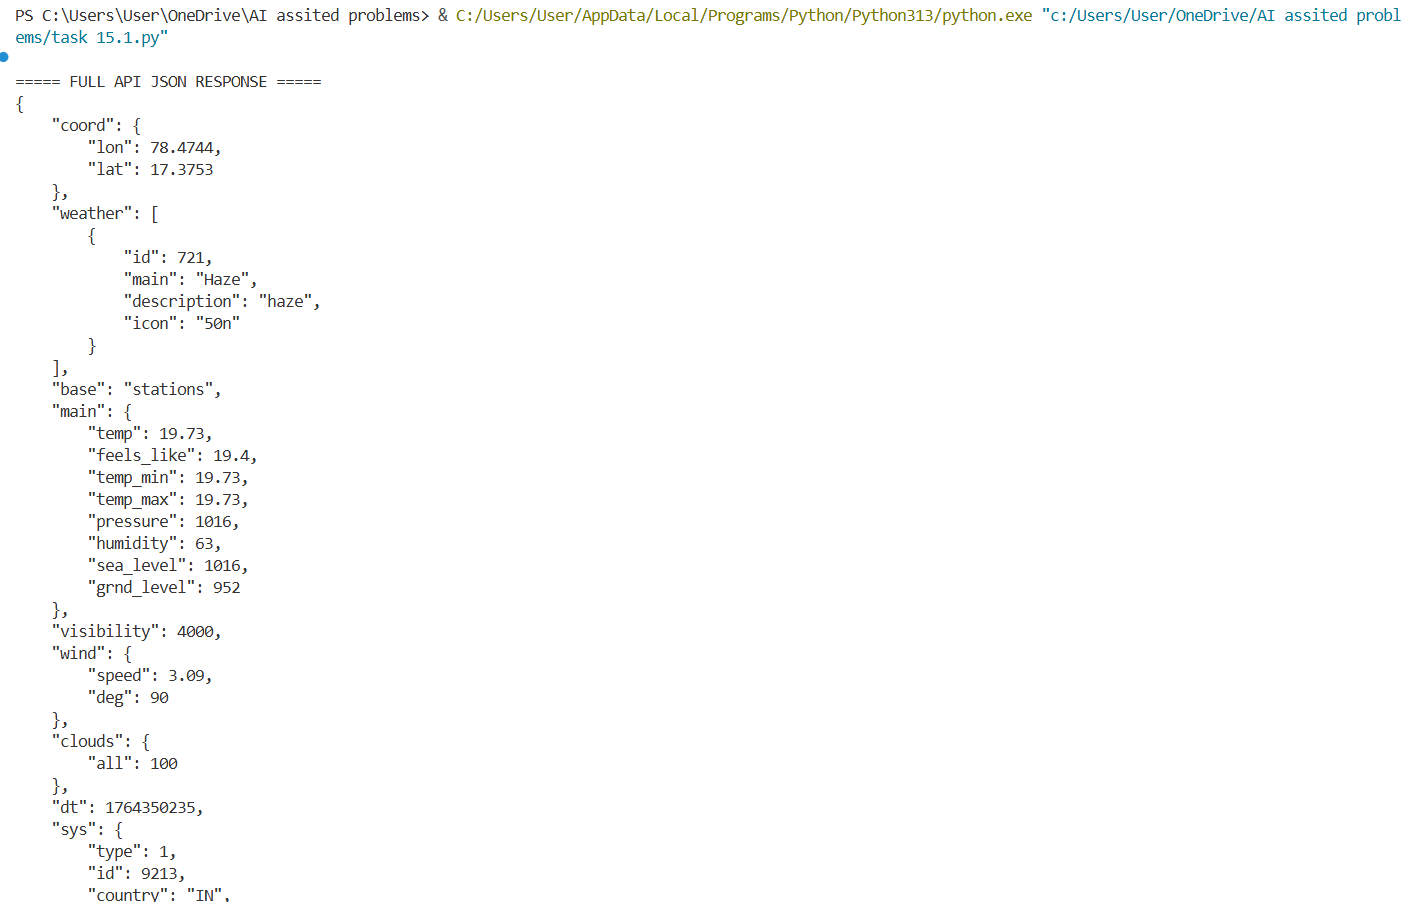 PS C:\Users\User\OneDrive\AI assited problems> & C:/Users/User/AppData/Local/Programs/Python/Python313/python.exe "c:/Users/User/OneDrive/AI assited probl
ems/task 15.1.py"
===== FULL API JSON RESPONSE =====
{
    "coord": {
        "lon": 78.4744,
        "lat": 17.3753
    },
    "weather": [
        {
            "id": 721,
            "main": "Haze",
            "description": "haze",
            "icon": "50n"
        }
    ],
    "base": "stations",
    "main": {
        "temp": 19.73,
        "feels_like": 19.4,
        "temp_min": 19.73,
        "temp_max": 19.73,
        "pressure": 1016,
        "humidity": 63,
        "sea_level": 1016,
        "grnd_level": 952
    },
    "visibility": 4000,
    "wind": {
        "speed": 3.09,
        "deg": 90
    },
    "clouds": {
        "all": 100
    },
    "dt": 1764350235,
    "sys": {
        "type": 1,
        "id": 9213,
        "country": "IN",